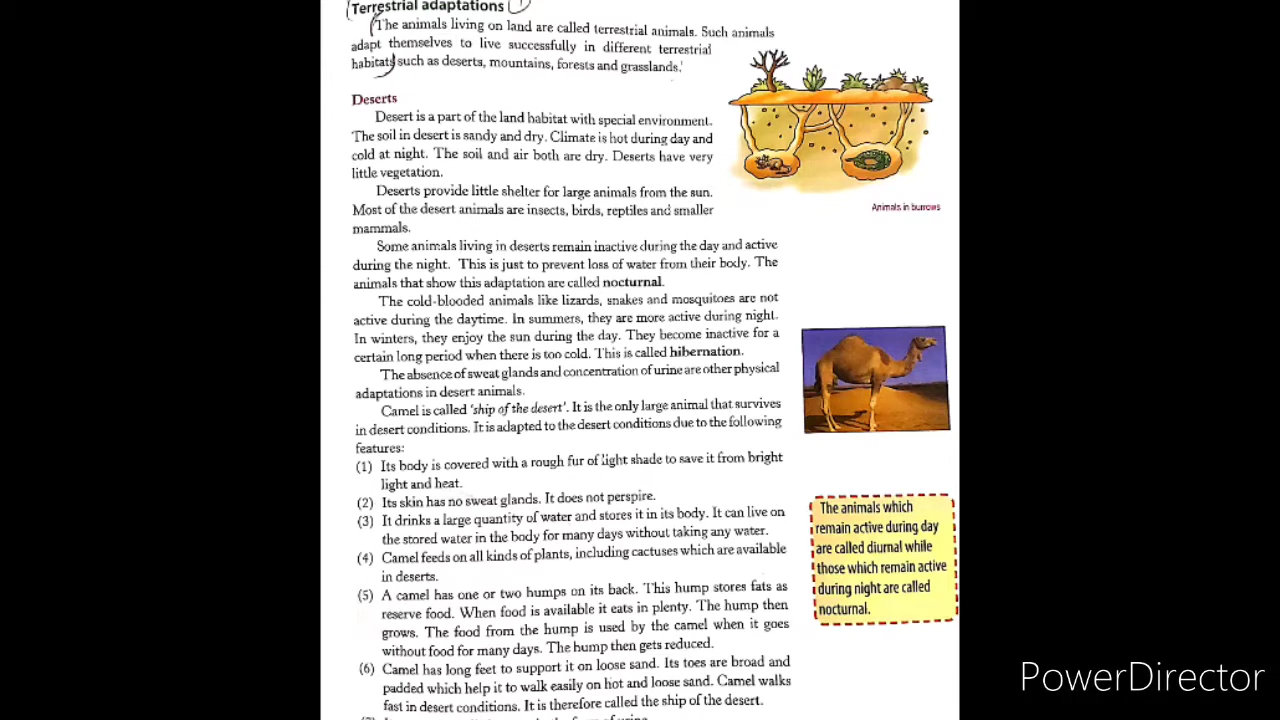 Terrestrial adaptations
The animals living on land are called terrestrial animals. Such animals
adapt themselves to live successfully in different terrestrial
habitats such as deserts, mountains, forests and grasslands.
Deserts
Desert is a part of the land habitat with special environment.
The soil in desert is sandy and dry. Climate is hot during day and
cold at night. The soil and air both are dry. Deserts have very
little vegetation.
Deserts provide little shelter for large animals from the sun.
Most of the desert animals are insects, birds, reptiles and smaller
mammals.
Animals in burrows
Some animals living in deserts remain inactive during the day and active
during the night. This is just to prevent loss of water from their body. The
animals that show this adaptation are called nocturnal.
The cold-blooded animals like lizards, snakes and mosquitoes are not
active during the daytime. In summers, they are more active during night.
In winters, they enjoy the sun during the day. They become inactive for a
certain long period when there is too cold. This is called hibernation.
The absence of sweat glands and concentration of urine are other physical
adaptations in desert animals.
Camel is called 'ship of the desert'. It is the only large animal that survives
in desert conditions. It is adapted to the desert conditions due to the following
features:
(1) Its body is covered with a rough fur of light shade to save it from bright
light and heat.
(2) Its skin has no sweat glands. It does not perspire.
(3) It drinks a large quantity of water and stores it in its body. It can live on
the stored water in the body for many days without taking any water.
(4) Camel feeds on all kinds of plants, including cactuses which are available
in deserts.
(5) A camel has one or two humps on its back. This hump stores fats as
reserve food. When food is available it eats in plenty. The hump then
grows. The food from the hump is used by the camel when it goes
without food for many days. The hump then gets reduced.
(6) Camel has long feet to support it on loose sand. Its toes are broad and
padded which help it to walk easily on hot and loose sand. Camel walks
fast in desert conditions. It is therefore called the ship of the desert.
The animals which
remain active during day
are called diurnal while
those which remain active
during night are called
nocturnal.
PowerDirector